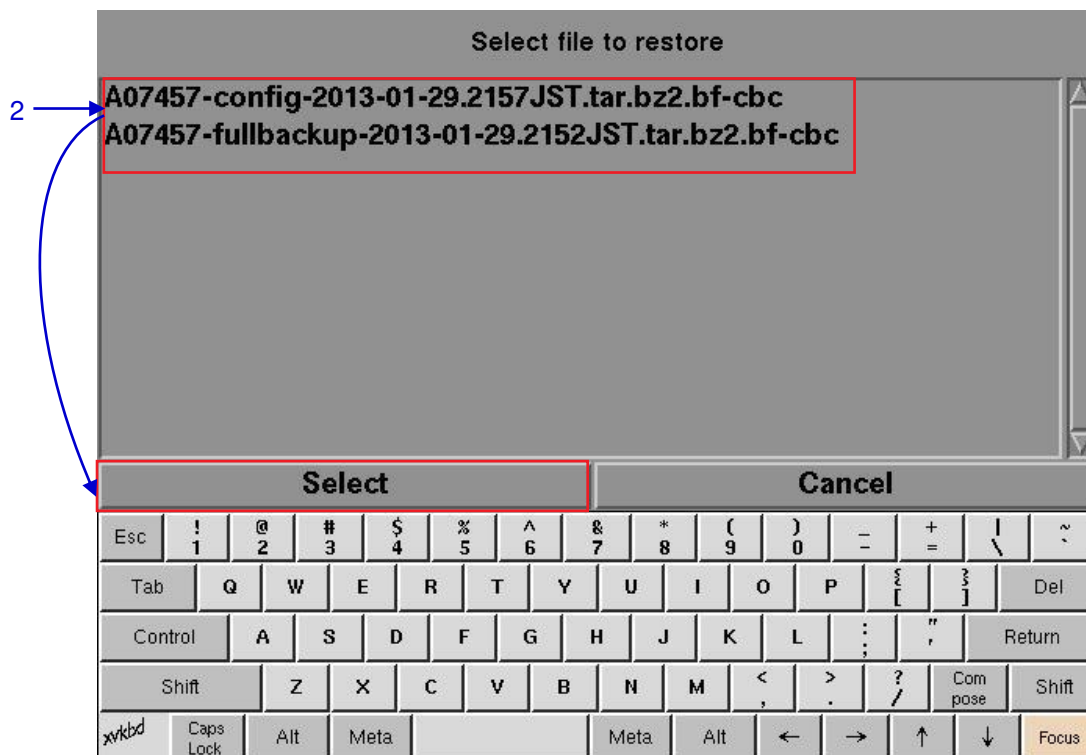 Select file to restore
2
A07457-config-2013-01-29.2157JST.tar.bz2.bf-cbc
A07457-fullbackup-2013-01-29.2152JST.tar.bz2.bf-cbc
Select Cancel
Esc ! 1 @ 2 # 3 $ 4 % 5 ^ 6 & 7 * 8 ( 9 ) 0 _ - + = | \ ~ `
Tab Q W E R T Y U I O P { [ } ] Del
Control A S D F G H J K L : ; " ' Return
Shift Z X C V B N M < , > . ? / Com pose Shift
xvkbd Caps Lock Alt Meta Meta Alt ← → ↑ ↓ Focus